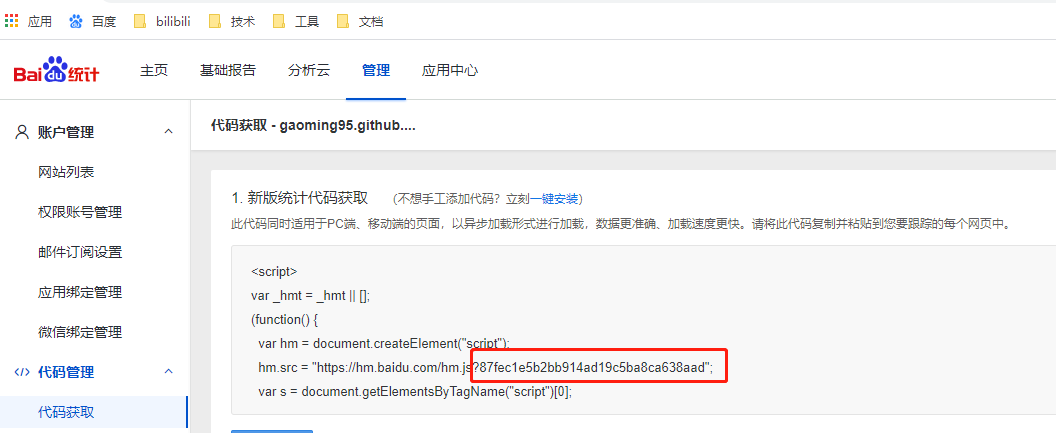 应用 百度 bilibili 技术 工具 文档
Baidu统计 主页 基础报告 分析云 管理 应用中心
账户管理
网站列表
权限账号管理
邮件订阅设置
应用绑定管理
微信绑定管理
代码管理
代码获取
代码获取 - gaoming95.github....
1. 新版统计代码获取 (不想手工添加代码？立刻一键安装)
此代码同时适用于PC端、移动端的页面，以异步加载形式进行加载，数据更准确、加载速度更快。请将此代码复制并粘贴到您要跟踪的每个网页中。
<script>
var _hmt = _hmt || [];
(function() {
var hm = document.createElement("script");
hm.src = "https://hm.baidu.com/hm.js?87fec1e5b2bb914ad19c5ba8ca638aad";
var s = document.getElementsByTagName("script")[0];